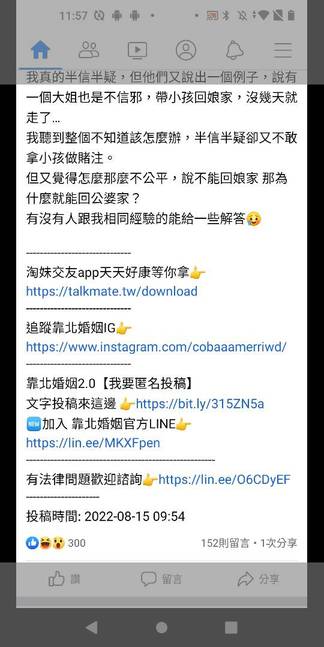 11:57
我真的半信半疑，但他們又說出一個例子，說有
一個大姐也是不信邪，帶小孩回娘家，沒幾天就
走了...
我聽到整個不知道該怎麼辦，半信半疑卻又不敢
拿小孩做賭注。
但又覺得怎麼那麼不公平，說不能回娘家 那為
什麼就能回公婆家？
有沒有人跟我相同經驗的能給一些解答🥲
-----------------------------
淘妹交友app天天好康等你拿👉
https://talkmate.tw/download
-----------------------------
追蹤靠北婚姻IG👉
https://www.instagram.com/cobaaamerriwd/
-----------------------------
靠北婚姻2.0【我要匿名投稿】
文字投稿來這邊 👉https://bit.ly/315ZN5a
🆕加入 靠北婚姻官方LINE👉
https://lin.ee/MKXFpen
----------------------------------------------------
有法律問題歡迎諮詢👉https://lin.ee/O6CDyEF
--------------------
投稿時間: 2022-08-15 09:54
👍😆😮 300 152則留言・1次分享
讚 留言 分享